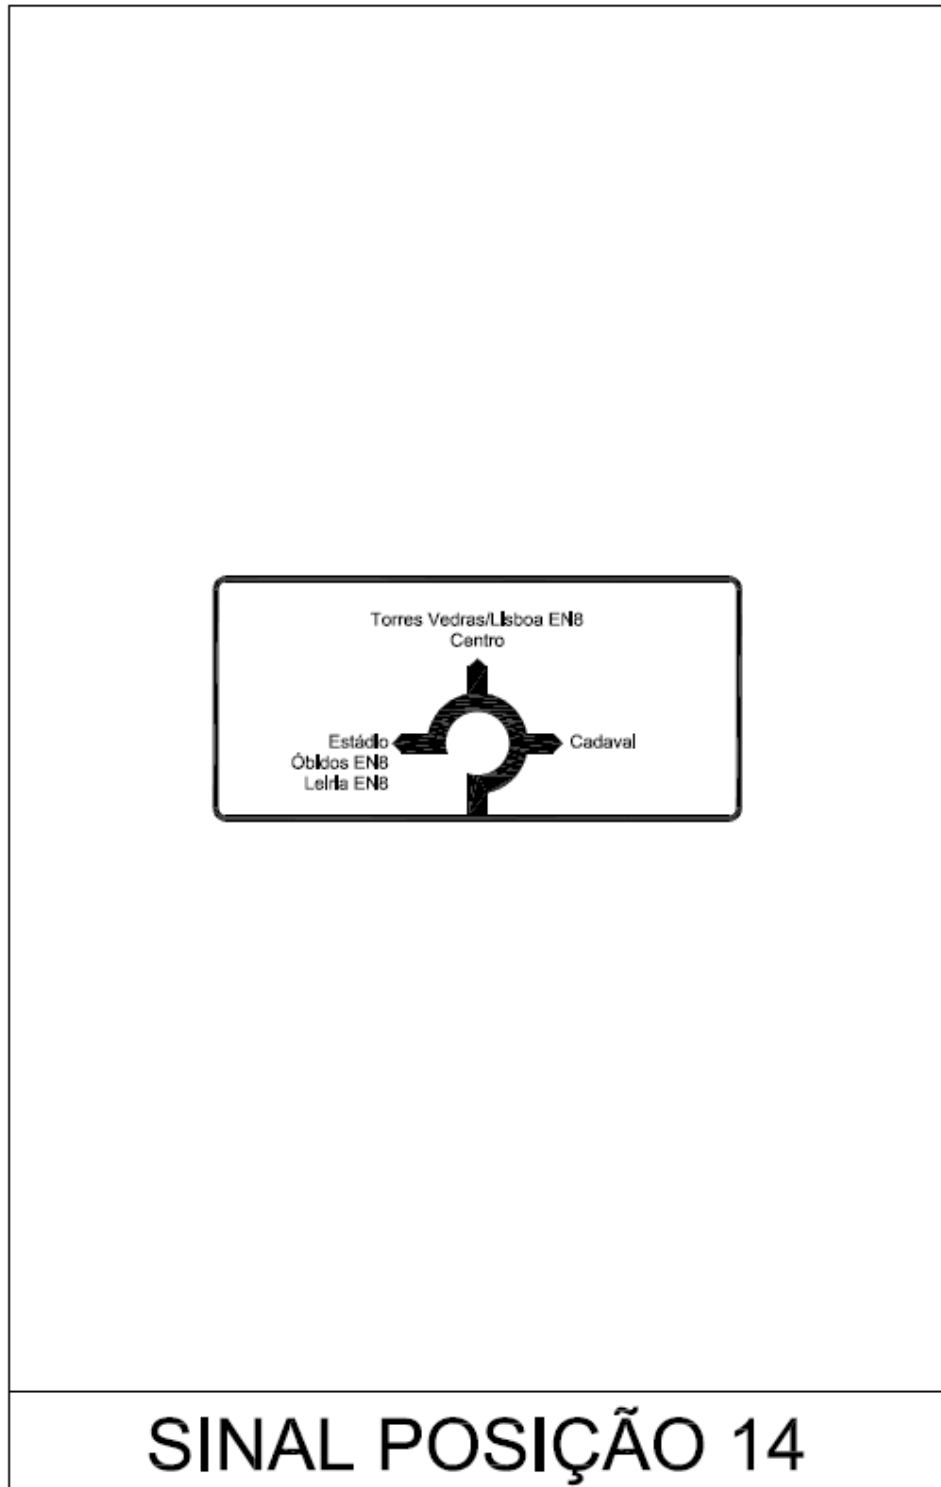 Torres Vedras/Lisboa EN8
Centro
Estádio
Cadaval
Óbidos EN8
Leiria EN8
SINAL POSIÇÃO 14